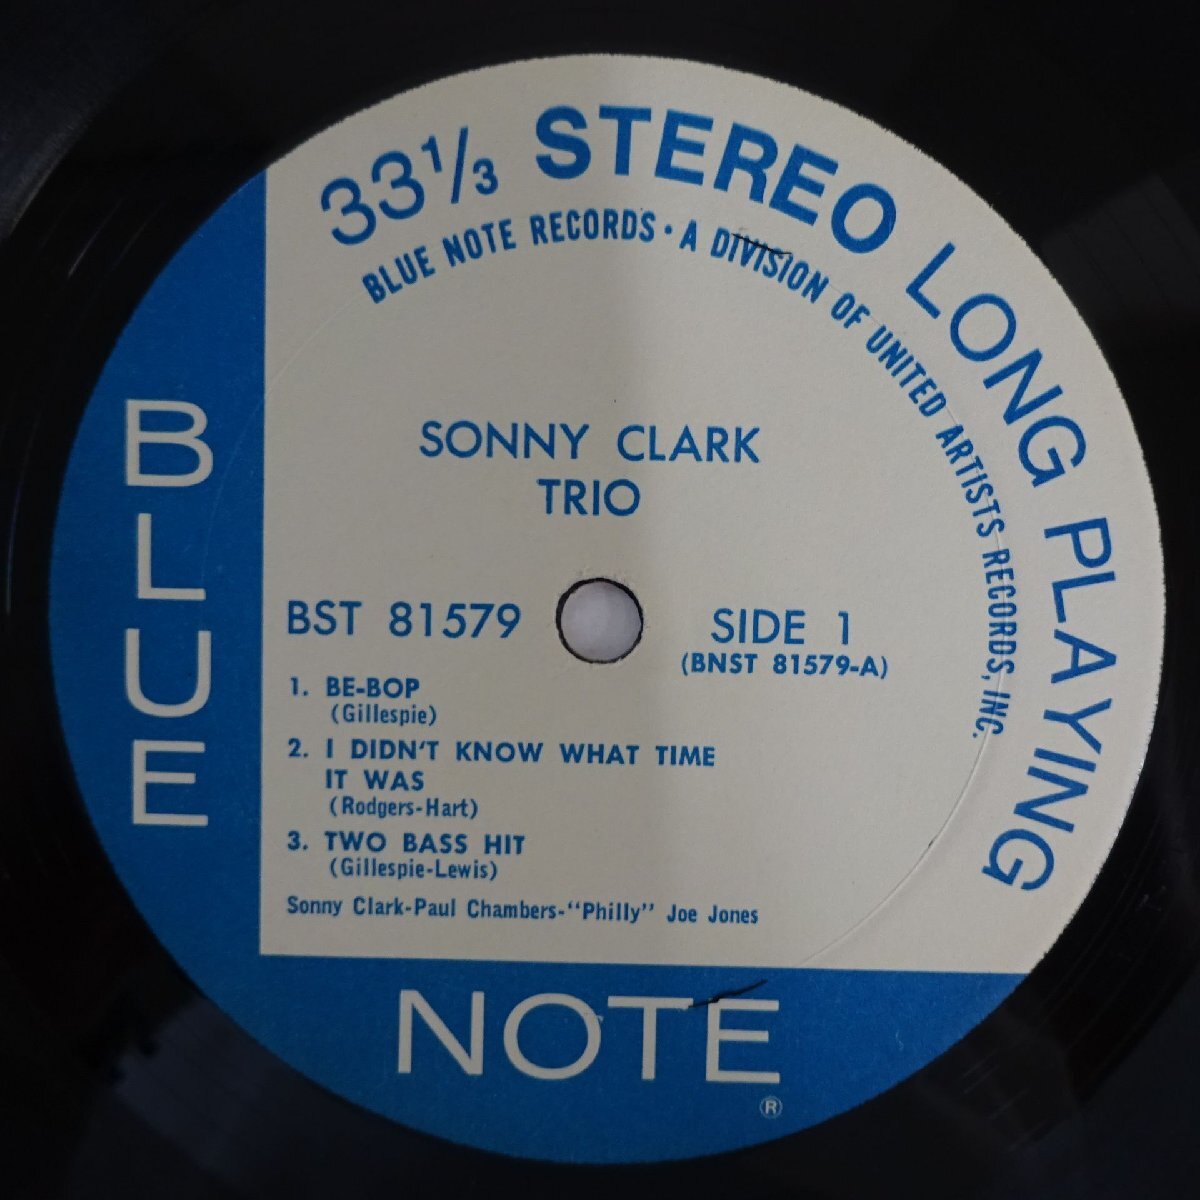 33 1/3 STEREO LONG PLAYING
BLUE NOTE RECORDS · A DIVISION OF UNITED ARTISTS RECORDS, INC.
SONNY CLARK
TRIO
BST 81579
SIDE 1
(BNST 81579-A)
1. BE-BOP
(Gillespie)
2. I DIDN'T KNOW WHAT TIME
IT WAS
(Rodgers-Hart)
3. TWO BASS HIT
(Gillespie-Lewis)
Sonny Clark-Paul Chambers-"Philly" Joe Jones
BLUE
NOTE
®